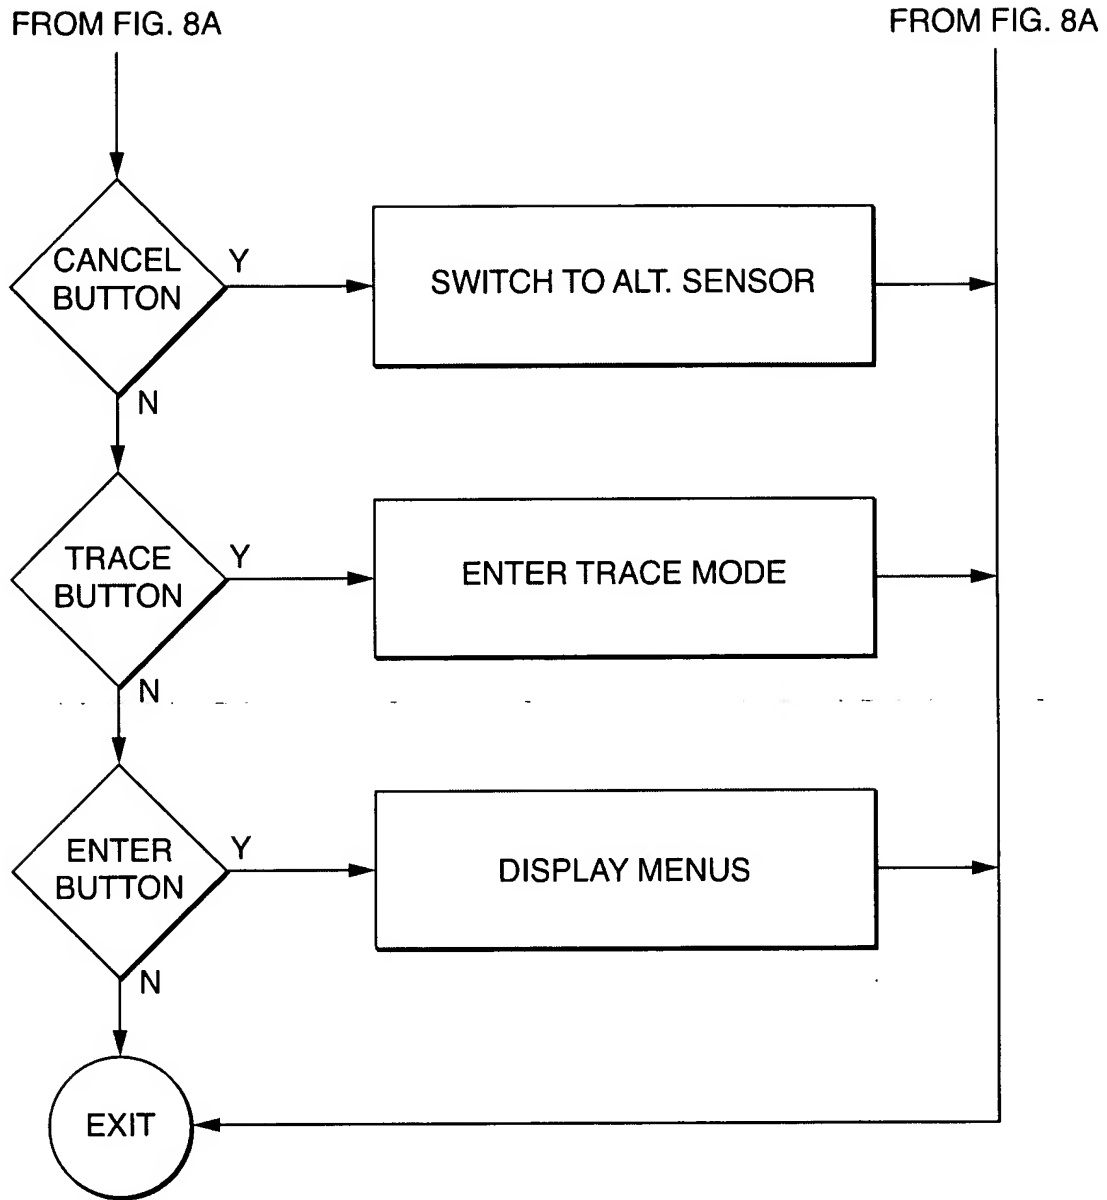 FROM FIG. 8A
FROM FIG. 8A
CANCEL
BUTTON
Y
SWITCH TO ALT. SENSOR
N
TRACE
BUTTON
Y
ENTER TRACE MODE
N
ENTER
BUTTON
Y
DISPLAY MENUS
N
EXIT